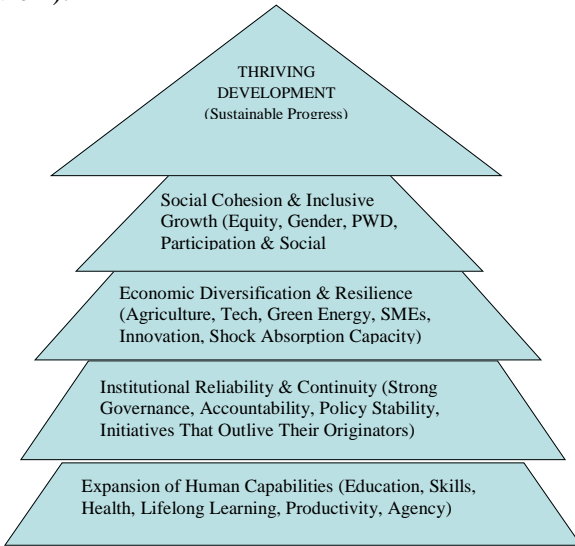 THRIVING
DEVELOPMENT
(Sustainable Progress)
Social Cohesion & Inclusive
Growth (Equity, Gender, PWD,
Participation & Social
Economic Diversification & Resilience
(Agriculture, Tech, Green Energy, SMEs,
Innovation, Shock Absorption Capacity)
Institutional Reliability & Continuity (Strong
Governance, Accountability, Policy Stability,
Initiatives That Outlive Their Originators)
Expansion of Human Capabilities (Education, Skills,
Health, Lifelong Learning, Productivity, Agency)